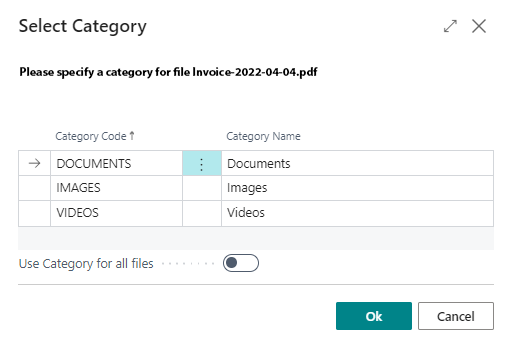 Select Category
Please specify a category for file Invoice-2022-04-04.pdf
Category Code ↑ Category Name
DOCUMENTS Documents
IMAGES Images
VIDEOS Videos
Use Category for all files
Ok Cancel